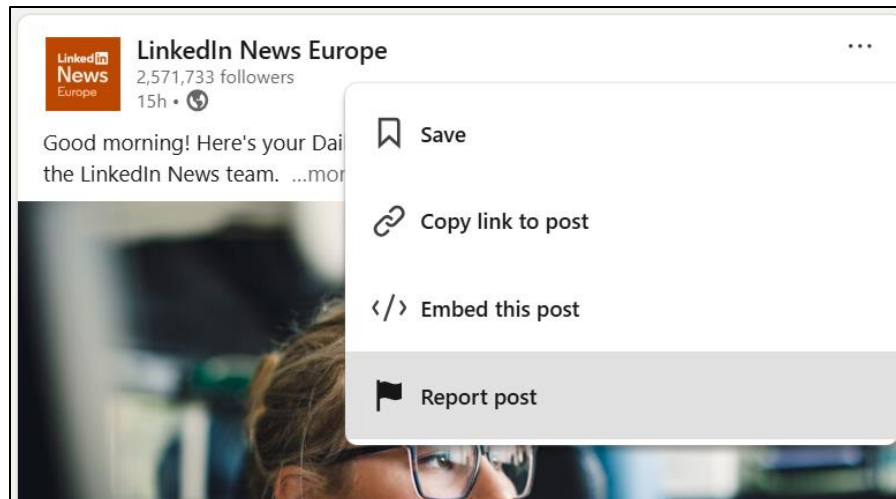 Linked in
News
Europe
LinkedIn News Europe
2,571,733 followers
15h •
Good morning! Here's your Dai
the LinkedIn News team. ...mor
Save
Copy link to post
</> Embed this post
Report post